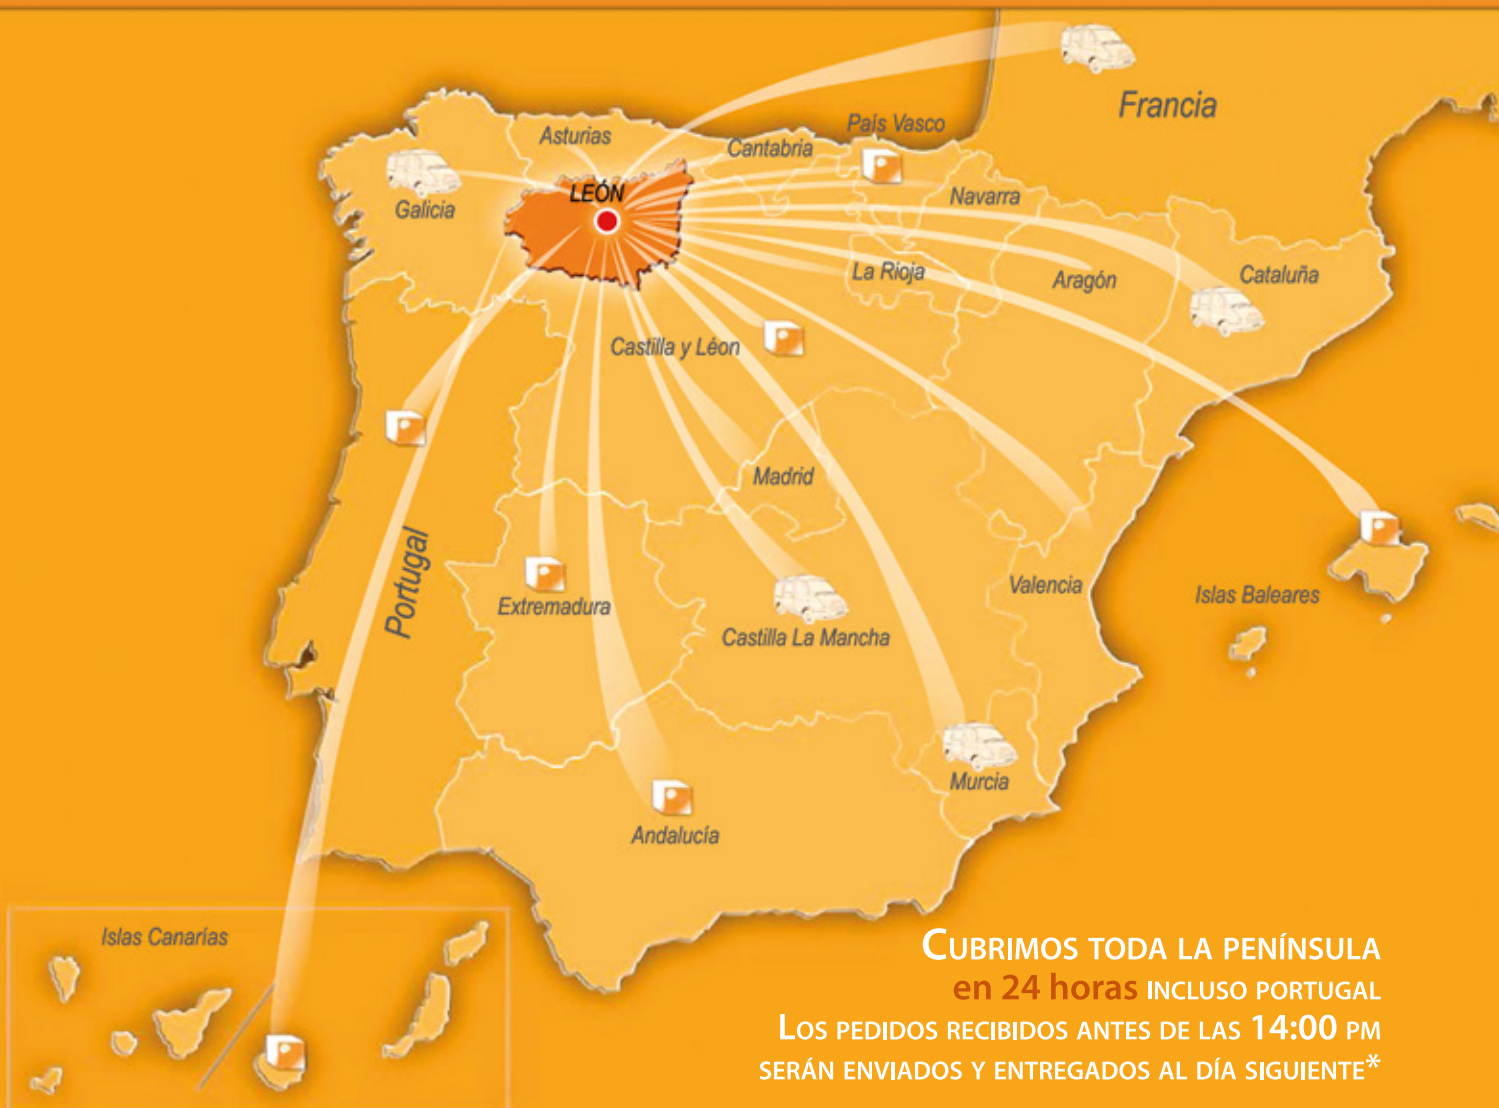 Francia
País Vasco
Asturias
Cantabria
LEÓN
Galicia
Navarra
La Rioja
Aragón
Cataluña
Castilla y Léon
Madrid
Portugal
Extremadura
Valencia
Islas Baleares
Castilla La Mancha
Murcia
Andalucía
Islas Canarías
CUBRIMOS TODA LA PENÍNSULA
en 24 horas INCLUSO PORTUGAL
LOS PEDIDOS RECIBIDOS ANTES DE LAS 14:00 PM
SERÁN ENVIADOS Y ENTREGADOS AL DÍA SIGUIENTE*